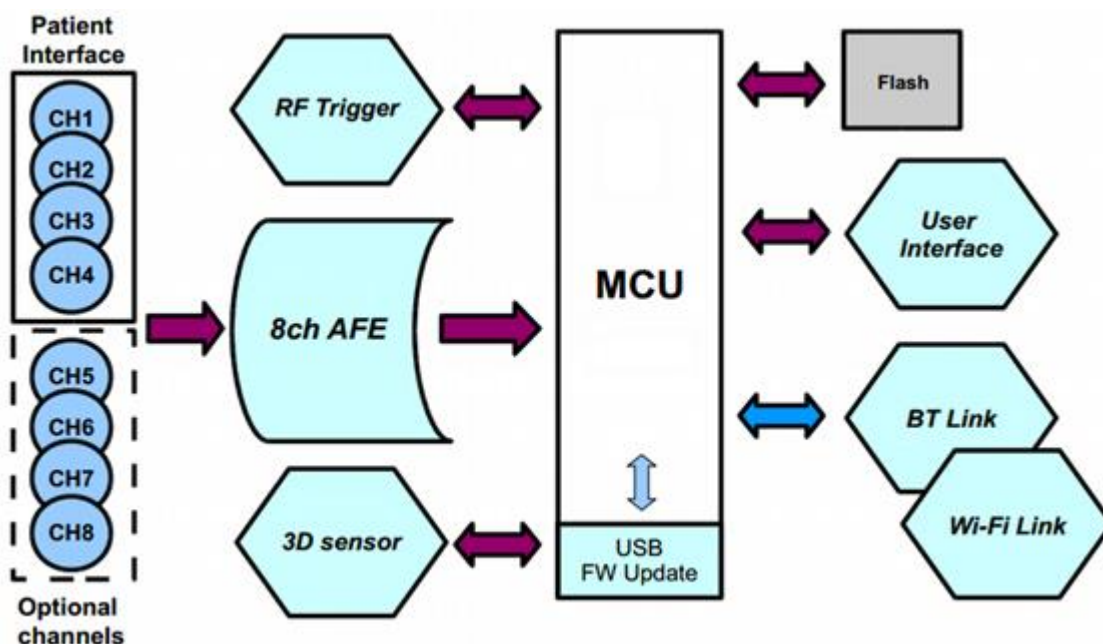 Patient
Interface
CH1
CH2
CH3
CH4
CH5
CH6
CH7
CH8
Optional
channels
RF Trigger
8ch AFE
3D sensor
MCU
USB
FW Update
Flash
User
Interface
BT Link
Wi-Fi Link